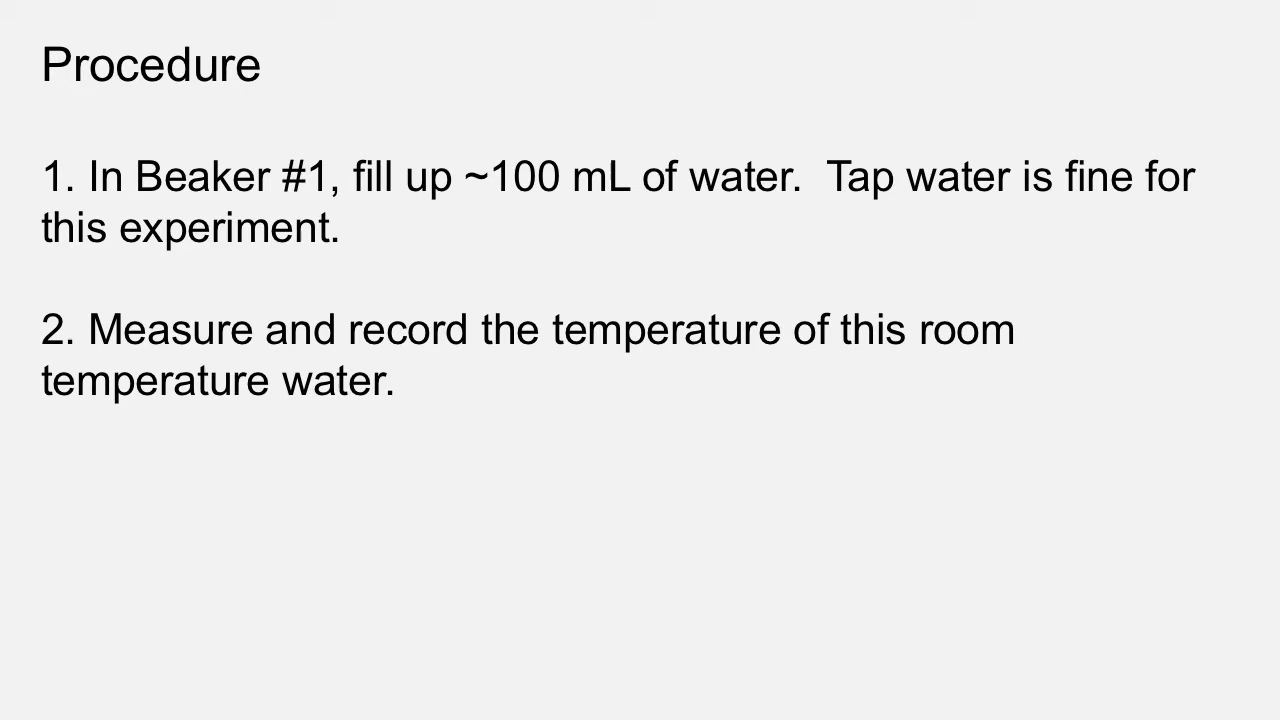 Procedure
1. In Beaker #1, fill up ~100 mL of water.  Tap water is fine for
this experiment.
2. Measure and record the temperature of this room
temperature water.